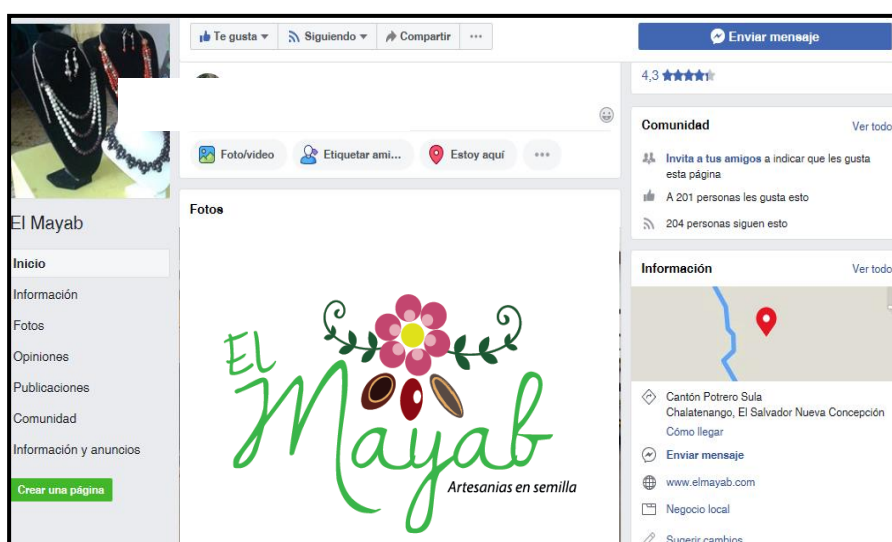 Te gusta
Siguiendo
Compartir
Enviar mensaje
4,3
Foto/video
Etiquetar ami...
Estoy aquí
El Mayab
Inicio
Información
Fotos
Opiniones
Publicaciones
Comunidad
Información y anuncios
Crear una página
Fotos
EL
Mayab
Artesanias en semilla
Comunidad
Ver todo
Invita a tus amigos a indicar que les gusta
esta página
A 201 personas les gusta esto
204 personas siguen esto
Información
Ver todo
Cantón Potrero Sula
Chalatenango, El Salvador Nueva Concepción
Cómo llegar
Enviar mensaje
www.elmayab.com
Negocio local
Sugerir cambios